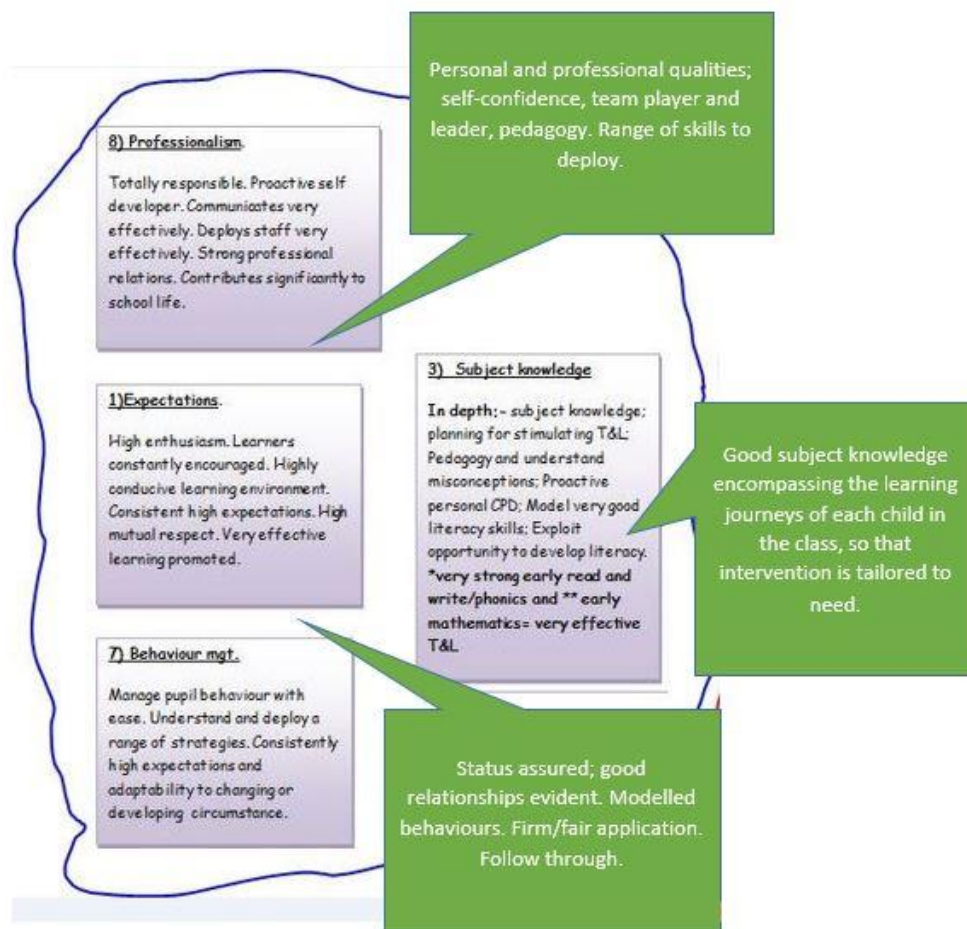 Personal and professional qualities;
self-confidence, team player and
leader, pedagogy. Range of skills to
deploy.
8) Professionalism.
Totally responsible. Proactive self
developer. Communicates very
effectively. Deploys staff very
effectively. Strong professional
relations. Contributes significantly to
school life.
1)Expectations.
High enthusiasm. Learners
constantly encouraged. Highly
conducive learning environment.
Consistent high expectations. High
mutual respect. Very effective
learning promoted.
3) Subject knowledge
In depth;- subject knowledge;
planning for stimulating T&L;
Pedagogy and understand
misconceptions; Proactive
personal CPD; Model very good
literacy skills; Exploit
opportunity to develop literacy.
*very strong early read and
write/phonics and ** early
mathematics= very effective
T&L
Good subject knowledge
encompassing the learning
journeys of each child in
the class, so that
intervention is tailored to
need.
7) Behaviour mgt.
Manage pupil behaviour with
ease. Understand and deploy a
range of strategies. Consistently
high expectations and
adaptability to changing or
developing circumstance.
Status assured; good
relationships evident. Modelled
behaviours. Firm/fair application.
Follow through.